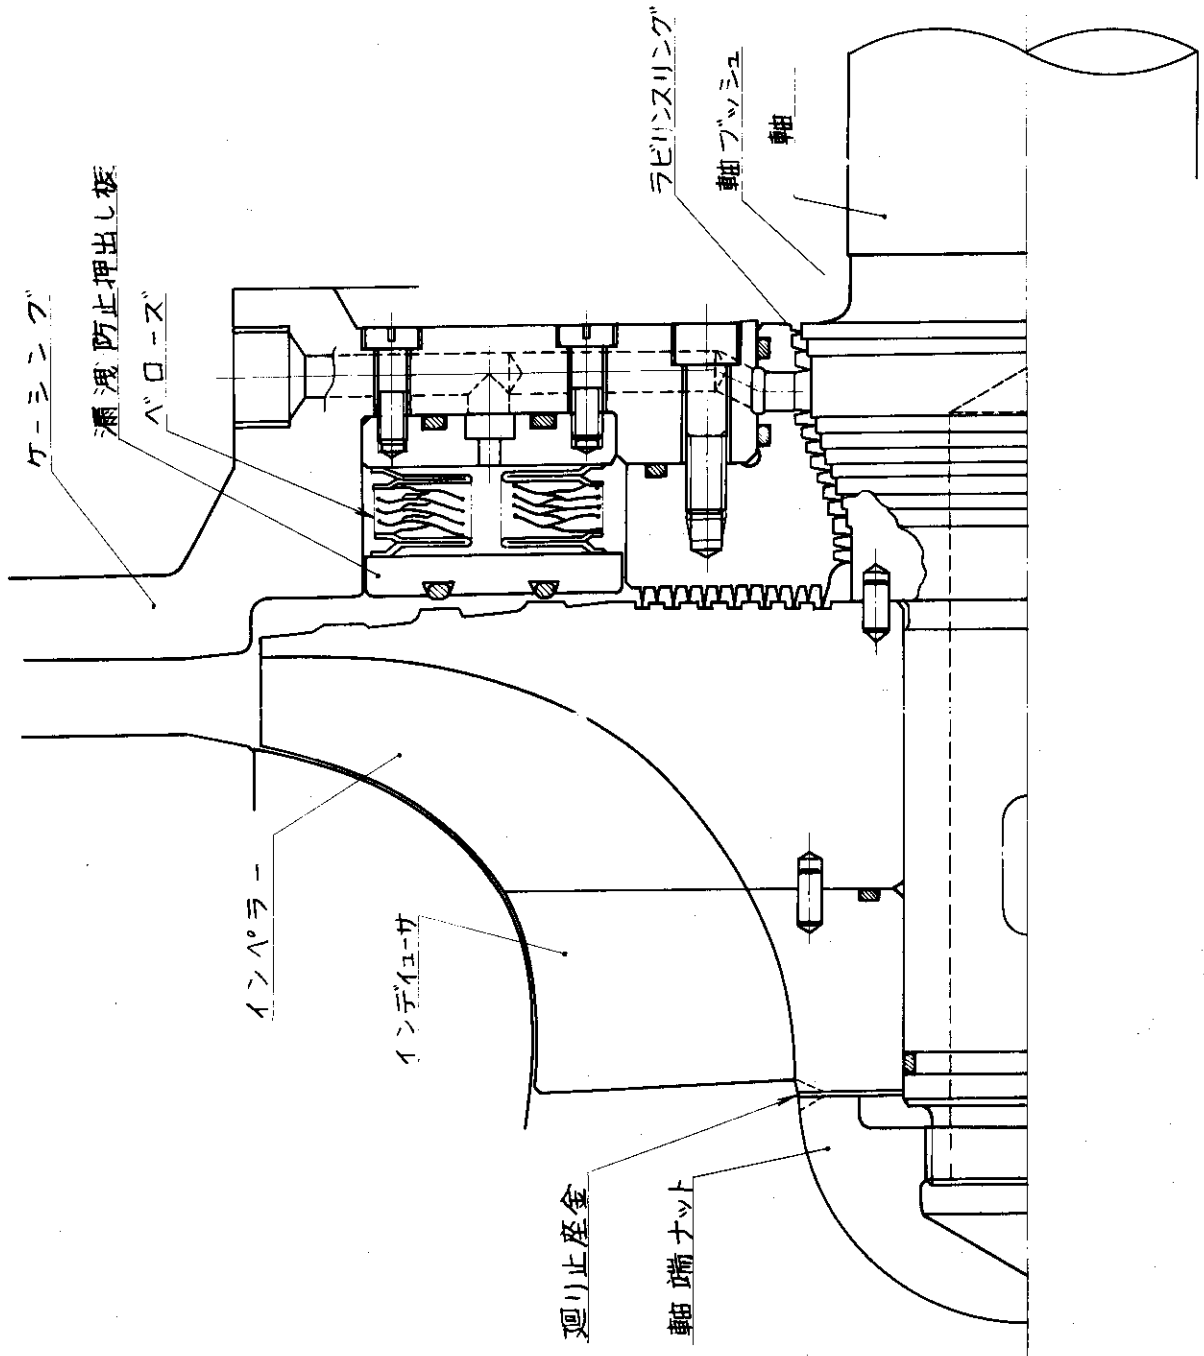 ケーシング
漏洩防止押出し板
ベローズ
ラビリンスリング
軸ブッシュ
軸
インペラー
インデイューサ
廻り止座金
軸端ナット